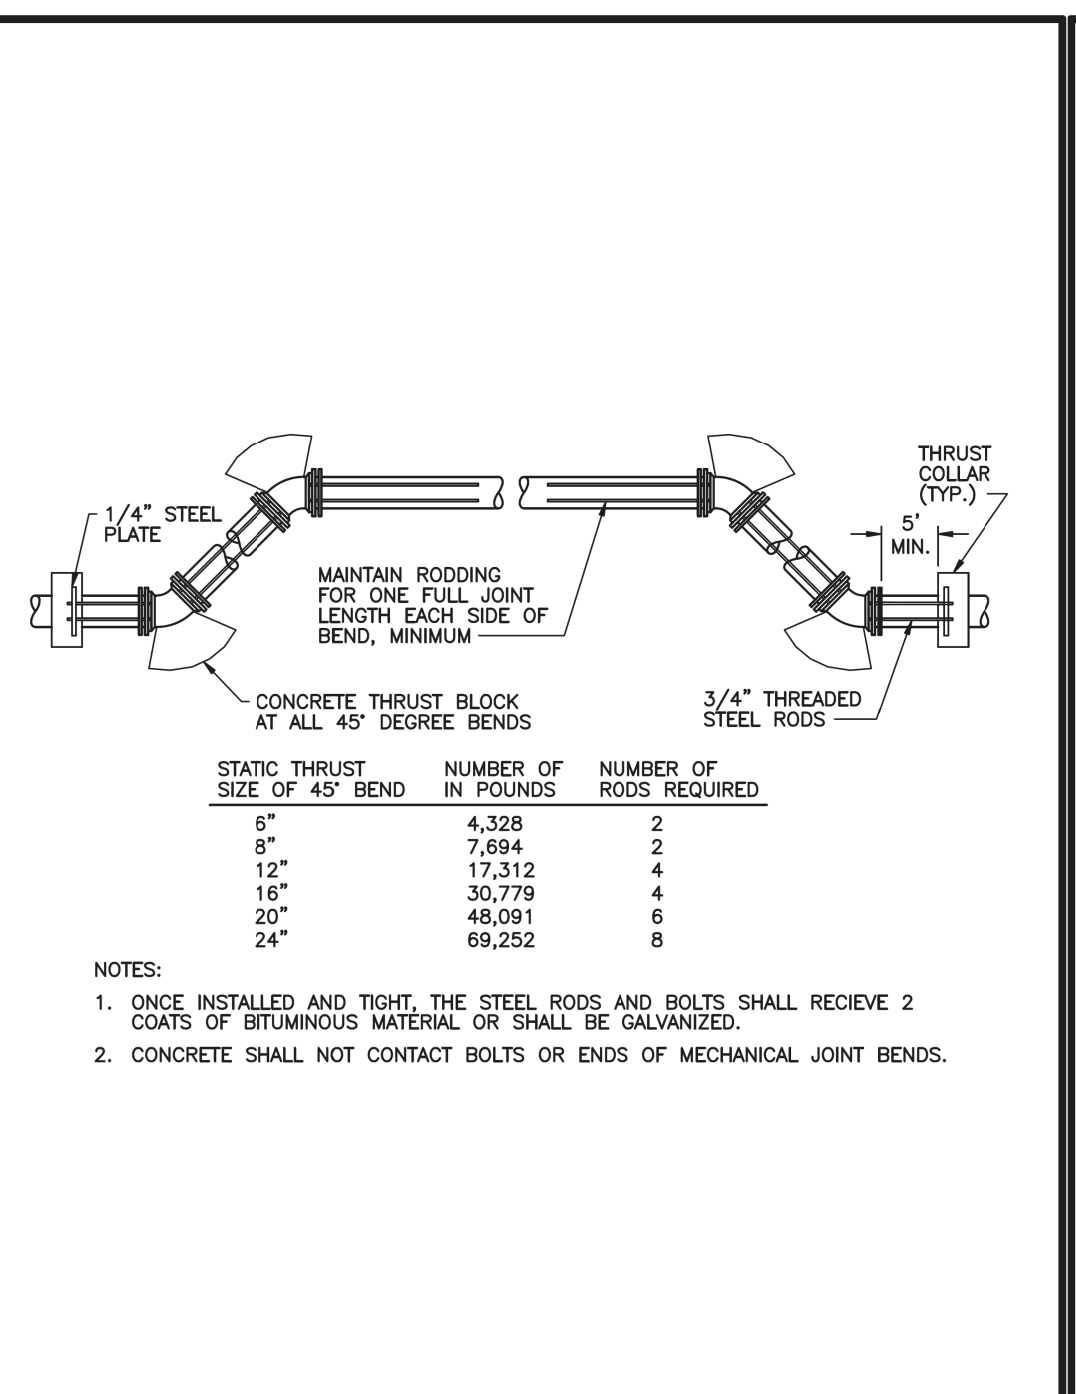 THRUST
COLLAR
(TYP.)
5'
MIN.
1/4" STEEL
PLATE
MAINTAIN RODDING
FOR ONE FULL JOINT
LENGTH EACH SIDE OF
BEND, MINIMUM
CONCRETE THRUST BLOCK
AT ALL 45° DEGREE BENDS
3/4" THREADED
STEEL RODS
STATIC THRUST NUMBER OF NUMBER OF
SIZE OF 45° BEND IN POUNDS RODS REQUIRED
6" 4,328 2
8" 7,694 2
12" 17,312 4
16" 30,779 4
20" 48,091 6
24" 69,252 8
NOTES:
1. ONCE INSTALLED AND TIGHT, THE STEEL RODS AND BOLTS SHALL RECIEVE 2
COATS OF BITUMINOUS MATERIAL OR SHALL BE GALVANIZED.
2. CONCRETE SHALL NOT CONTACT BOLTS OR ENDS OF MECHANICAL JOINT BENDS.